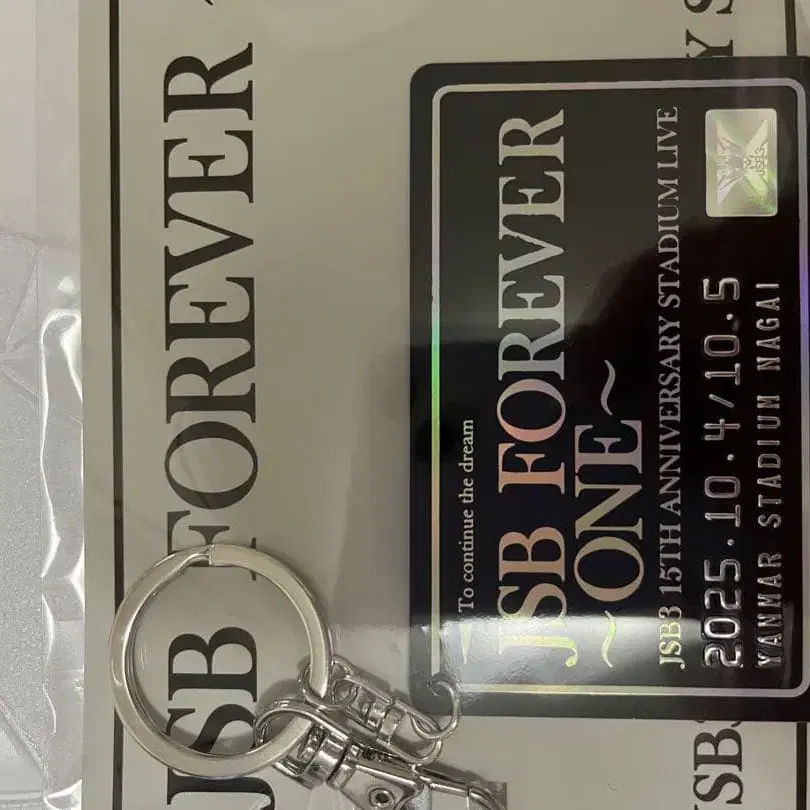 JSB FOREVER
To continue the dream
JSB FOREVER
～ONE～
JSB3 15TH ANNIVERSARY STADIUM LIVE
2025.10.4/10.5
YANMAR STADIUM NAGAI
JSB3